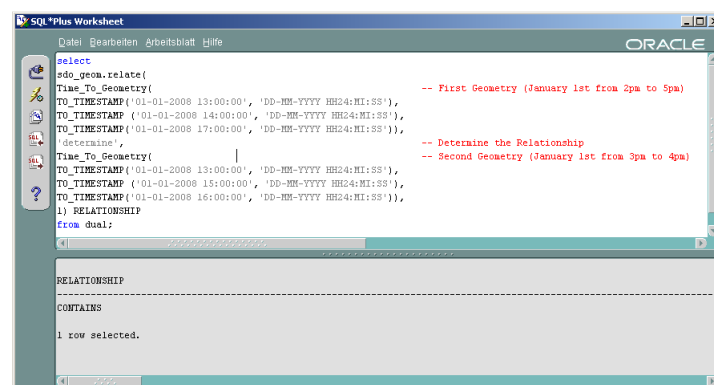 SQL*Plus Worksheet
Datei Bearbeiten Arbeitsblatt Hilfe
ORACLE
select
sdo_geom.relate(
Time_To_Geometry( -- First Geometry (January 1st from 2pm to 5pm)
TO_TIMESTAMP('01-01-2008 13:00:00', 'DD-MM-YYYY HH24:MI:SS'),
TO_TIMESTAMP ('01-01-2008 14:00:00', 'DD-MM-YYYY HH24:MI:SS'),
TO_TIMESTAMP('01-01-2008 17:00:00', 'DD-MM-YYYY HH24:MI:SS')),
'determine', -- Determine the Relationship
Time_To_Geometry( -- Second Geometry (January 1st from 3pm to 4pm)
TO_TIMESTAMP('01-01-2008 13:00:00', 'DD-MM-YYYY HH24:MI:SS'),
TO_TIMESTAMP ('01-01-2008 15:00:00', 'DD-MM-YYYY HH24:MI:SS'),
TO_TIMESTAMP('01-01-2008 16:00:00', 'DD-MM-YYYY HH24:MI:SS')),
1) RELATIONSHIP
from dual;
RELATIONSHIP
--------------------------------------------------------------------------------
CONTAINS
1 row selected.